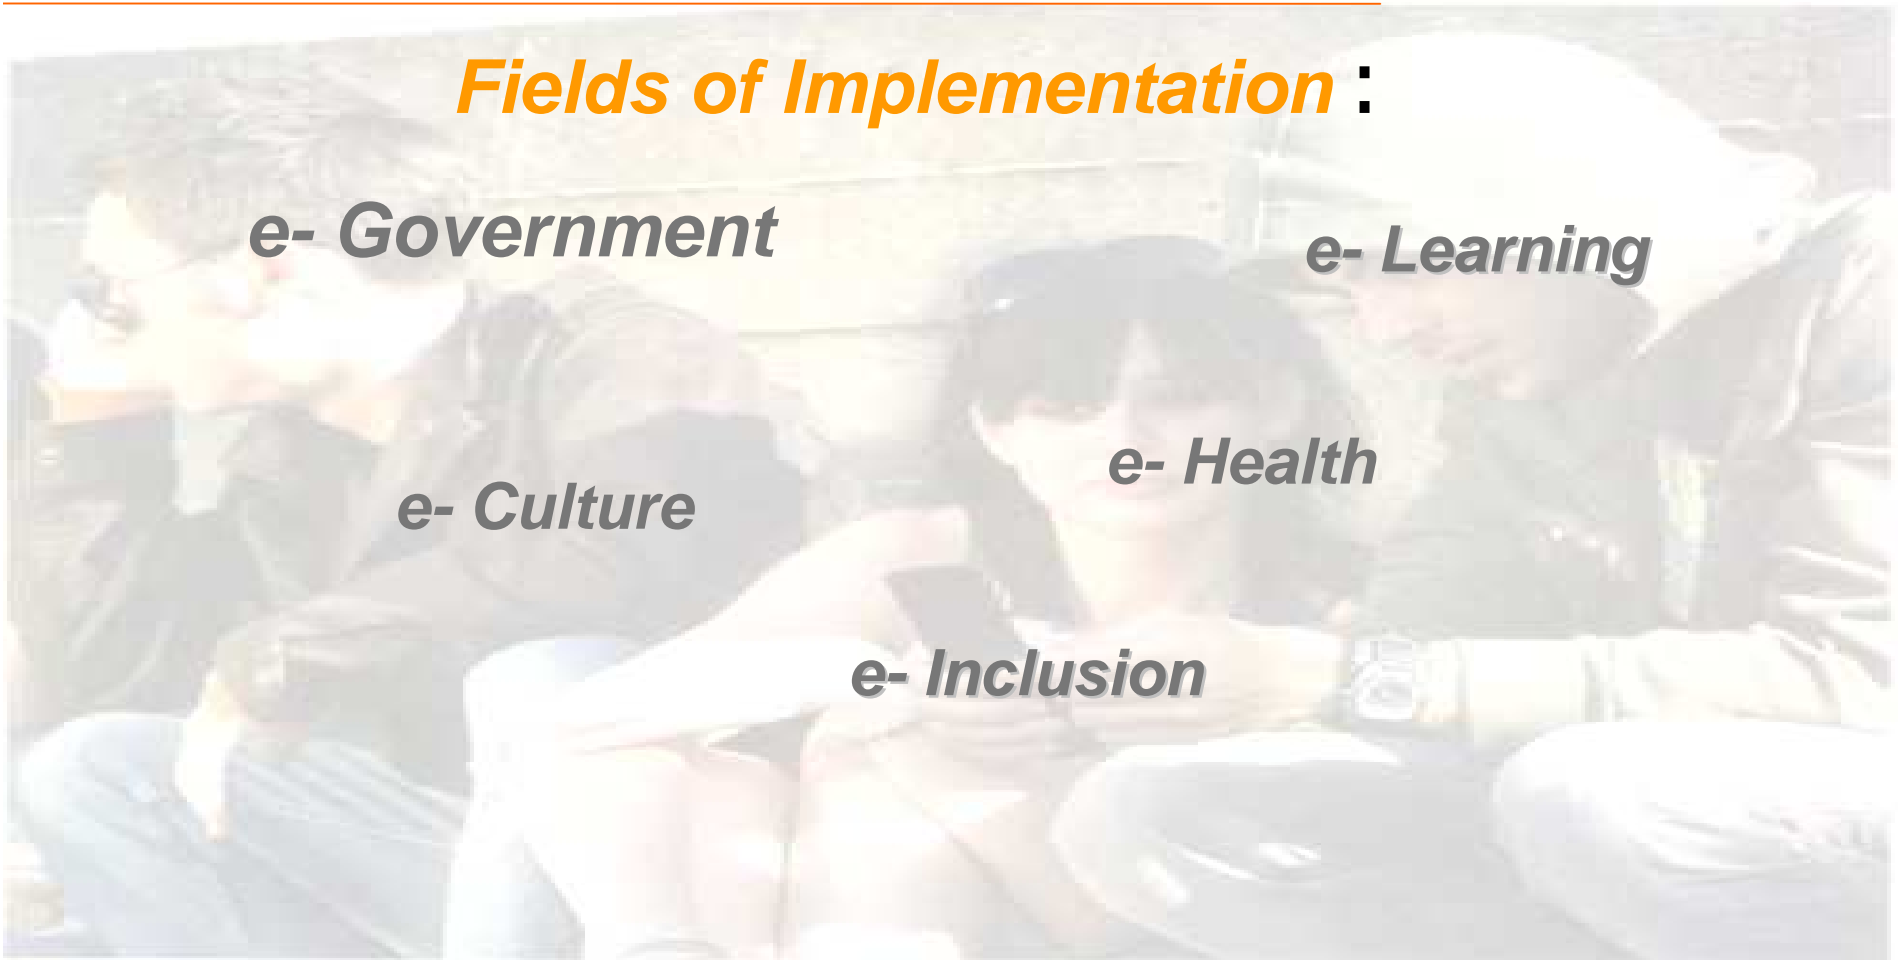 Fields of Implementation :
e- Government
e- Learning
e- Health
e- Culture
e- Inclusion